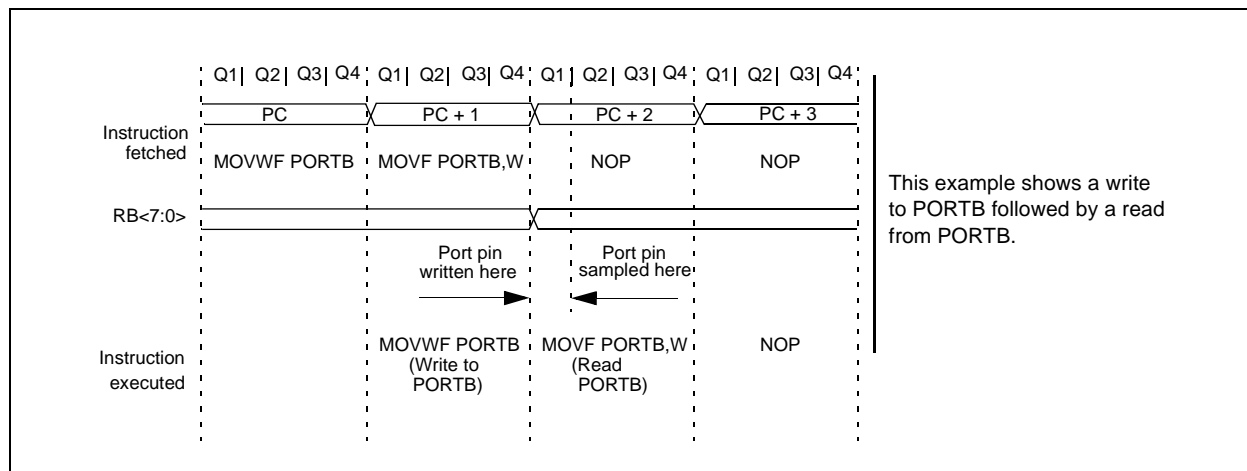 Q1| Q2| Q3| Q4 Q1| Q2| Q3| Q4 Q1| Q2| Q3| Q4 Q1| Q2| Q3| Q4
PC PC + 1 PC + 2 PC + 3
Instruction
fetched
MOVWF PORTB MOVF PORTB,W NOP NOP
This example shows a write
to PORTB followed by a read
from PORTB.
RB<7:0>
Port pin
written here
Port pin
sampled here
Instruction
executed
MOVWF PORTB
(Write to
PORTB)
MOVF PORTB,W
(Read
PORTB)
NOP